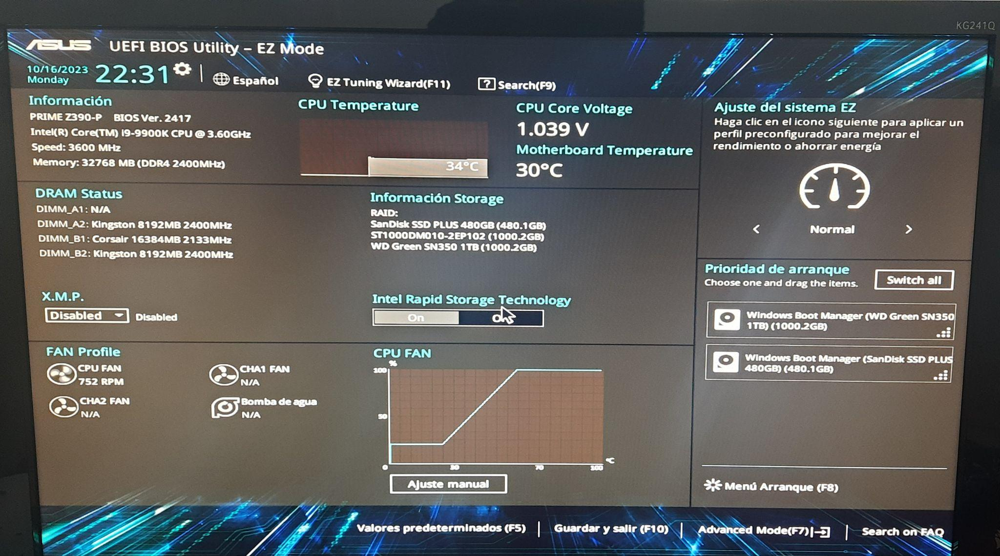 KG241Q
ASUS UEFI BIOS Utility – EZ Mode
10/16/2023
Monday
22:31
Español
EZ Tuning Wizard(F11)
Search(F9)
Información
PRIME Z390-P BIOS Ver. 2417
Intel(R) Core(TM) i9-9900K CPU @ 3.60GHz
Speed: 3600 MHz
Memory: 32768 MB (DDR4 2400MHz)
CPU Temperature
34°C
CPU Core Voltage
1.039 V
Motherboard Temperature
30°C
Ajuste del sistema EZ
Haga clic en el icono siguiente para aplicar un
perfil preconfigurado para mejorar el
rendimiento o ahorrar energía
Normal
DRAM Status
DIMM_A1: N/A
DIMM_A2: Kingston 8192MB 2400MHz
DIMM_B1: Corsair 16384MB 2133MHz
DIMM_B2: Kingston 8192MB 2400MHz
Información Storage
RAID:
SanDisk SSD PLUS 480GB (480.1GB)
ST1000DM010-2EP102 (1000.2GB)
WD Green SN350 1TB (1000.2GB)
X.M.P.
Disabled Disabled
Intel Rapid Storage Technology
On
Prioridad de arranque
Choose one and drag the items.
Switch all
Windows Boot Manager (WD Green SN350
1TB) (1000.2GB)
Windows Boot Manager (SanDisk SSD PLUS
480GB) (480.1GB)
FAN Profile
CPU FAN
752 RPM
CHA1 FAN
N/A
CHA2 FAN
N/A
Bomba de agua
N/A
CPU FAN
%
100
50
0 30 70 100
°C
Ajuste manual
Menú Arranque (F8)
Valores predeterminados (F5) | Guardar y salir (F10) | Advanced Mode(F7) | Search on FAQ